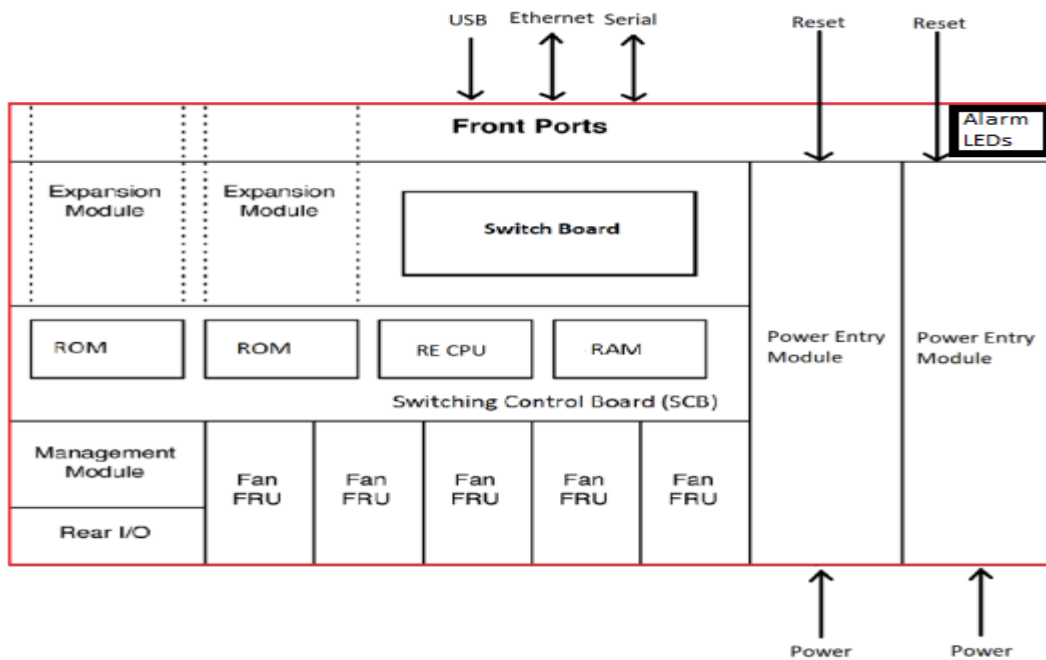 USB
Ethernet
Serial
Reset
Reset
Front Ports
Alarm
LEDs
Expansion
Module
Expansion
Module
Switch Board
ROM
ROM
RE CPU
RAM
Switching Control Board (SCB)
Power Entry
Module
Power Entry
Module
Management
Module
Rear I/O
Fan
FRU
Fan
FRU
Fan
FRU
Fan
FRU
Fan
FRU
Power
Power